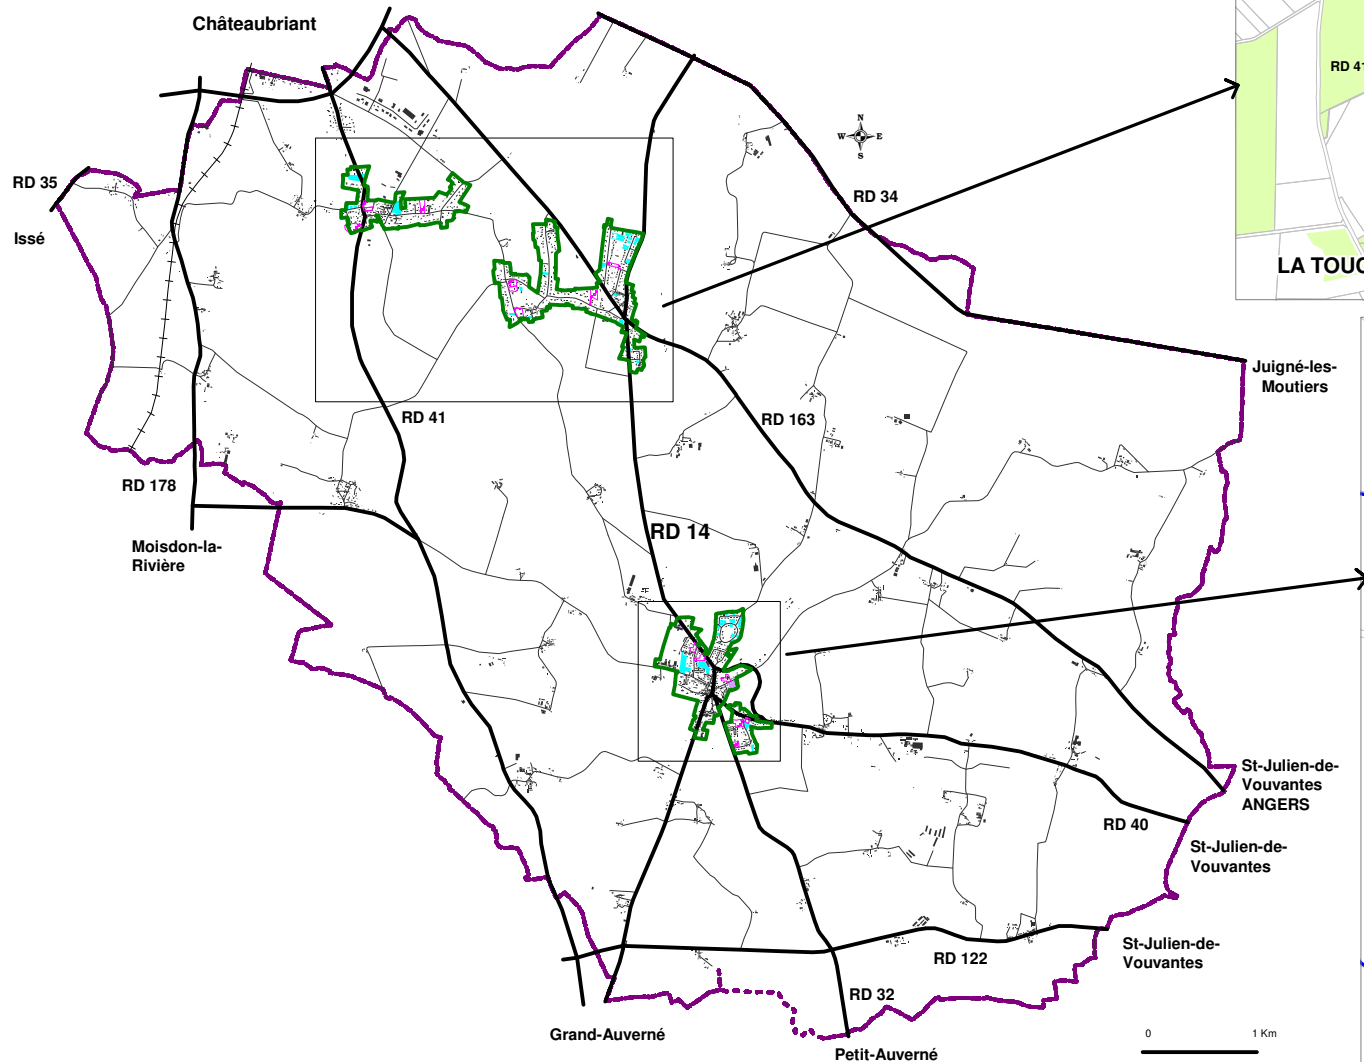 Châteaubriant
RD 41
N
W E
S
RD 35
RD 34
Issé
LA TOUC
Juigné-les-
Moutiers
RD 41
RD 163
RD 178
RD 14
Moisdon-la-
Rivière
St-Julien-de-
Vouvantes
ANGERS
RD 40
St-Julien-de-
Vouvantes
St-Julien-de-
Vouvantes
RD 122
RD 32
Grand-Auverné
0 1 Km
Petit-Auverné